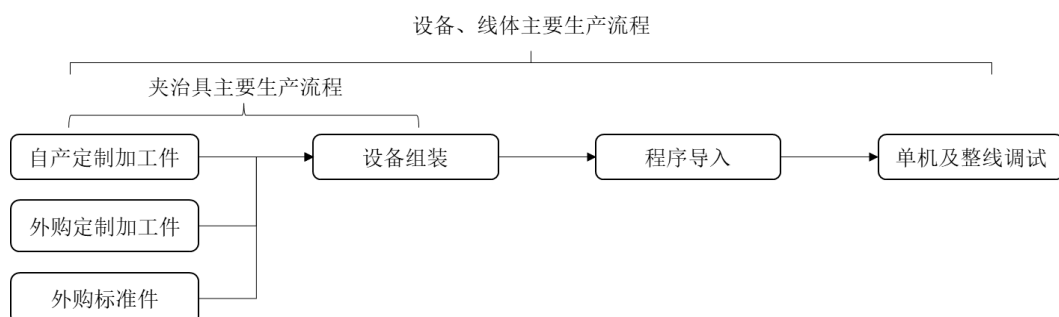 设备、线体主要生产流程
夹治具主要生产流程
自产定制加工件
设备组装
程序导入
单机及整线调试
外购定制加工件
外购标准件